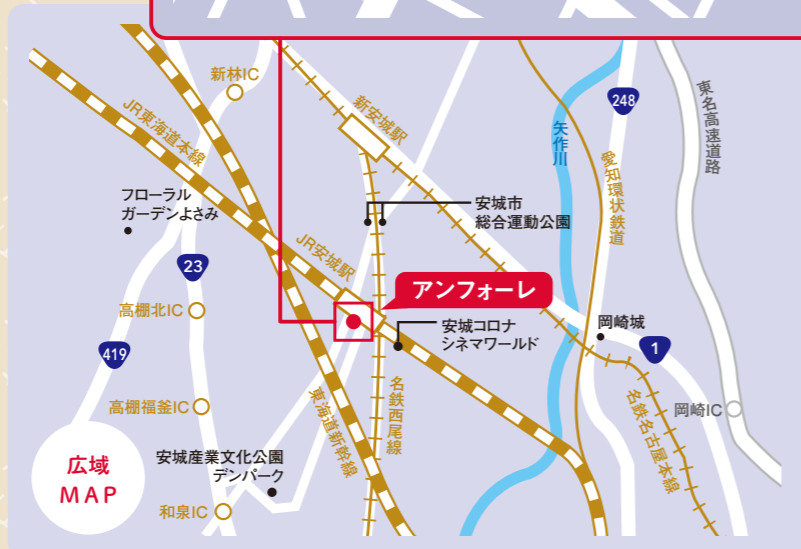 新林IC
JR東海道本線
新安城駅
矢作川
248
東名高速道路
愛知環状鉄道
フローラル
ガーデンよさみ
安城市
総合運動公園
JR安城駅
23
アンフォーレ
高棚北IC
安城コロナ
シネマワールド
岡崎城
1
419
名鉄西尾線
東海道新幹線
高棚福釜IC
名鉄名古屋本線
岡崎IC
広域
MAP
安城産業文化公園
デンパーク
和泉IC